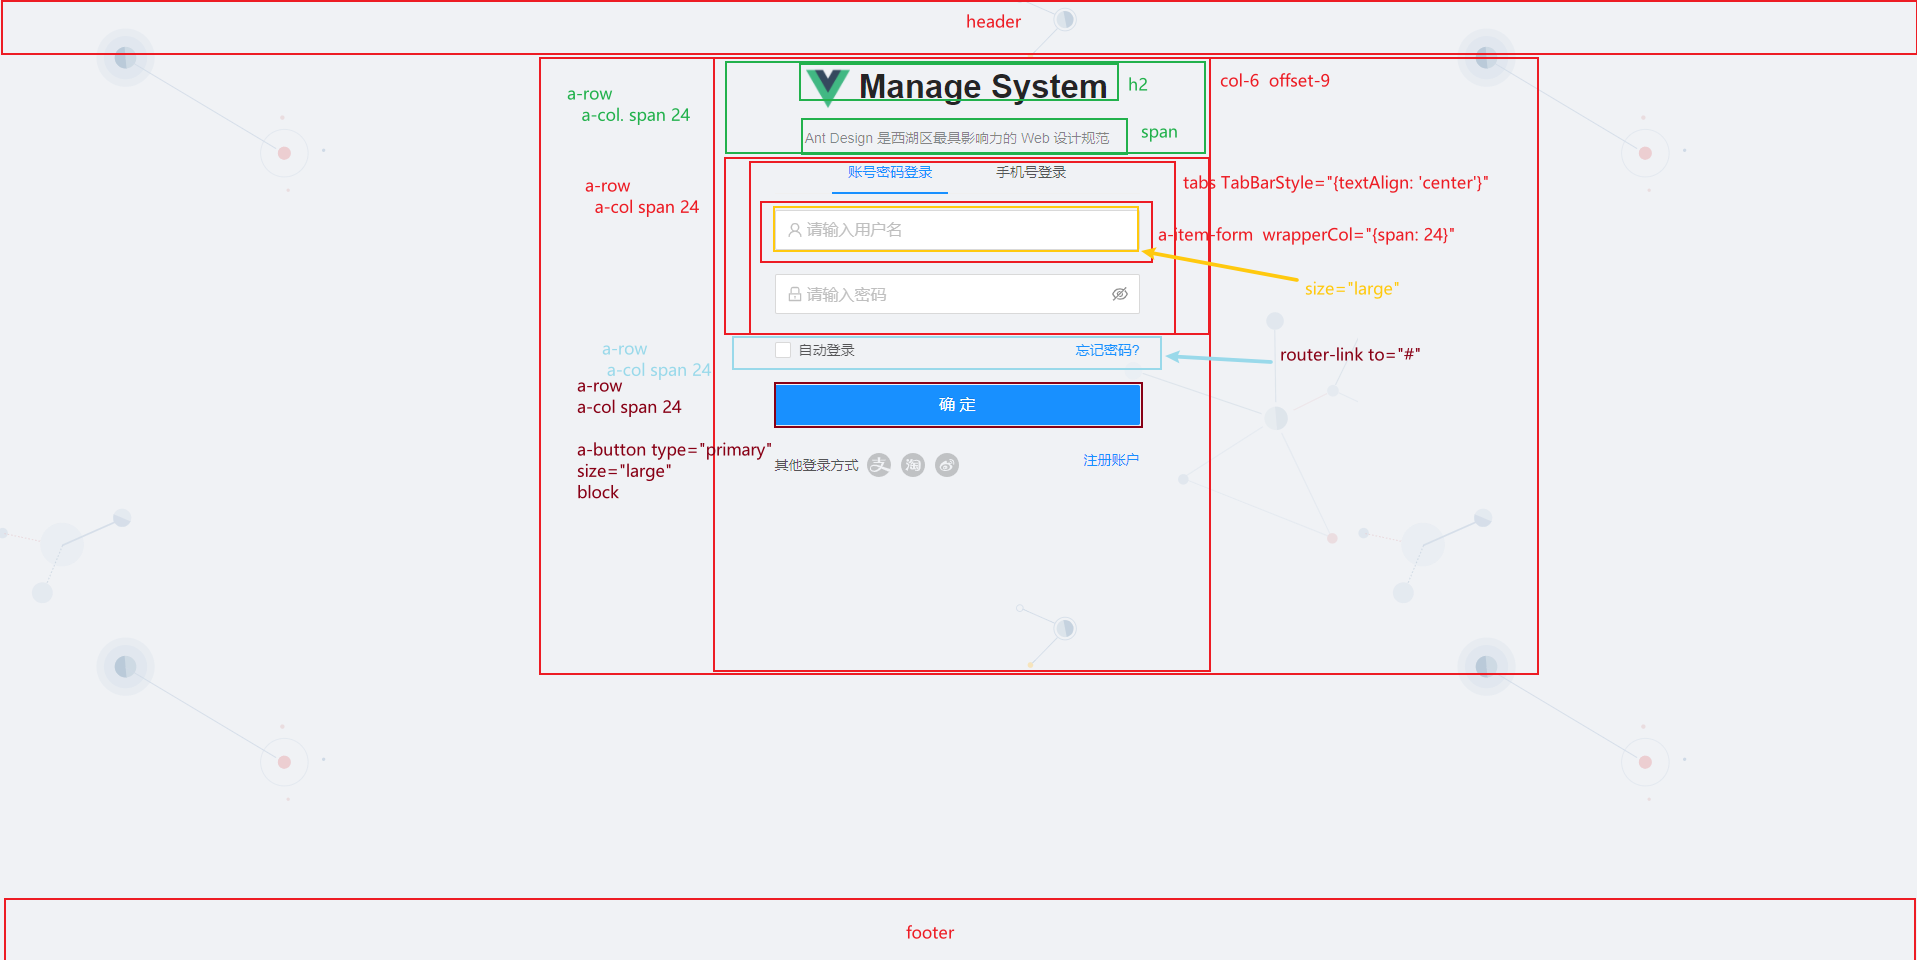 header
Manage System
h2
col-6  offset-9
a-row
a-col. span 24
Ant Design 是西湖区最具影响力的 Web 设计规范
span
账号密码登录
手机号登录
tabs TabBarStyle="{textAlign: 'center'}"
a-row
a-col span 24
请输入用户名
a-item-form  wrapperCol="{span: 24}"
size="large"
请输入密码
a-row
a-col span 24
自动登录
忘记密码?
router-link to="#"
a-row
a-col span 24
确 定
a-button type="primary"
size="large"
block
其他登录方式
支
淘
注册账户
footer